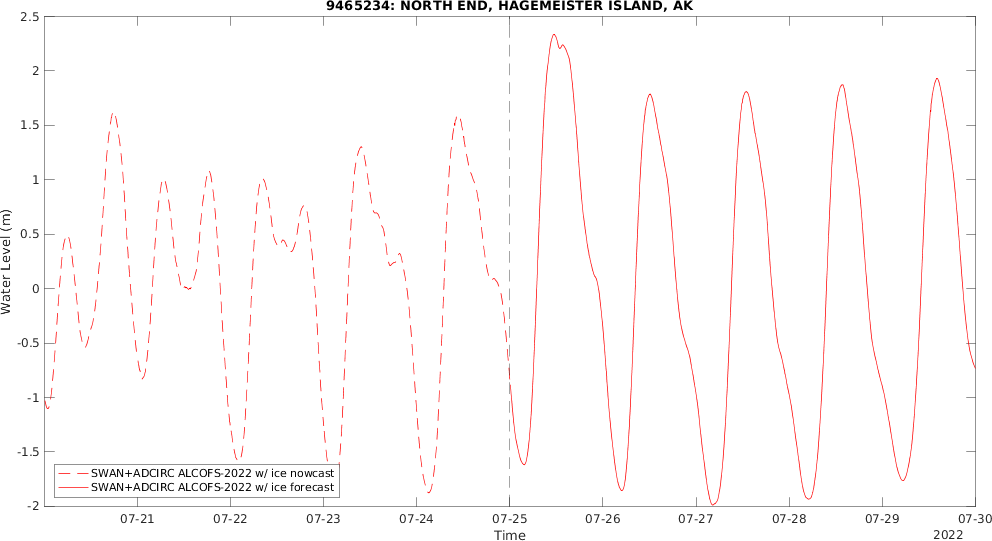 9465234: NORTH END, HAGEMEISTER ISLAND, AK
2.5
2
1.5
1
0.5
0
-0.5
-1
-1.5
-2
Water Level (m)
SWAN+ADCIRC ALCOFS-2022 w/ ice nowcast
SWAN+ADCIRC ALCOFS-2022 w/ ice forecast
07-21 07-22 07-23 07-24 07-25 07-26 07-27 07-28 07-29 07-30
Time
2022